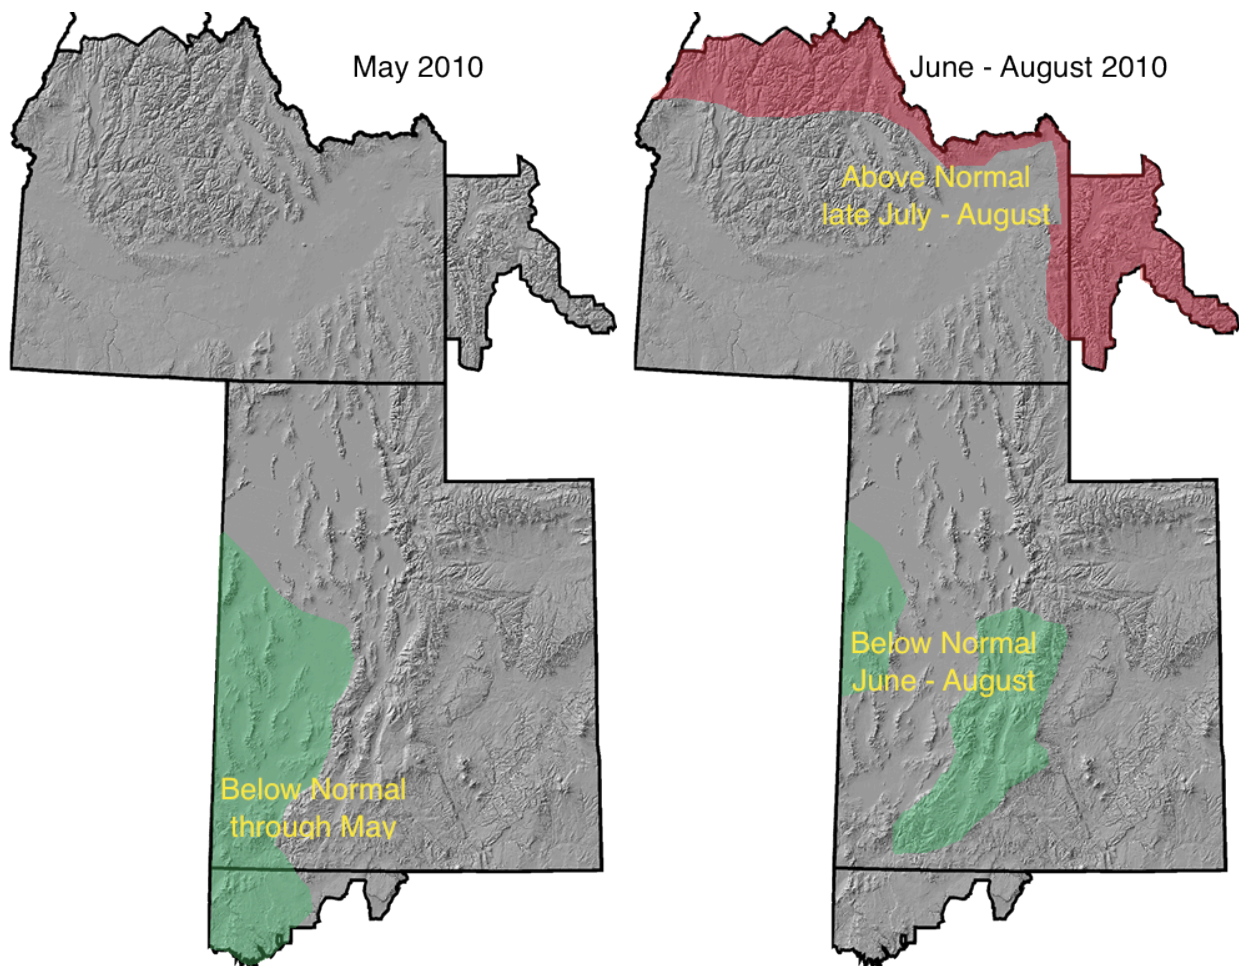 May 2010
Below Normal
through May
June - August 2010
Above Normal
late July - August
Below Normal
June - August